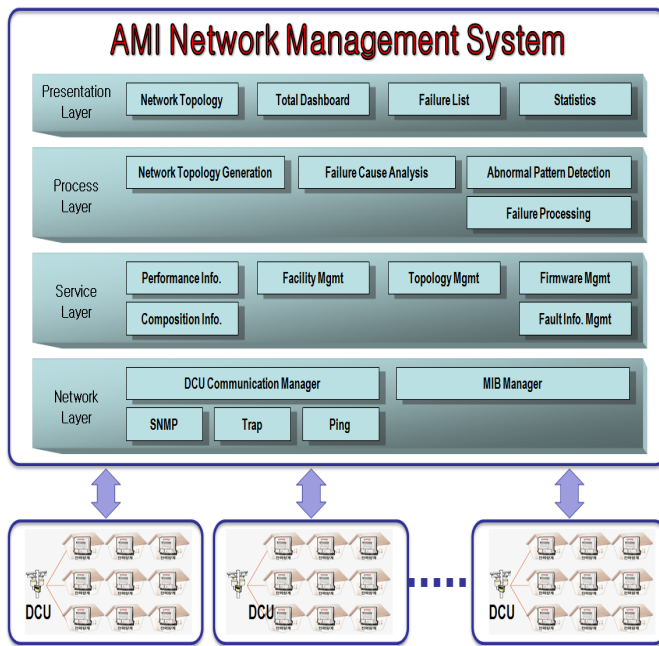 AMI Network Management System
Presentation
Layer
Network Topology
Total Dashboard
Failure List
Statistics
Process
Layer
Network Topology Generation
Failure Cause Analysis
Abnormal Pattern Detection
Failure Processing
Service
Layer
Performance Info.
Facility Mgmt
Topology Mgmt
Firmware Mgmt
Composition Info.
Fault Info. Mgmt
Network
Layer
DCU Communication Manager
MIB Manager
SNMP
Trap
Ping
DCU
DCU
DCU